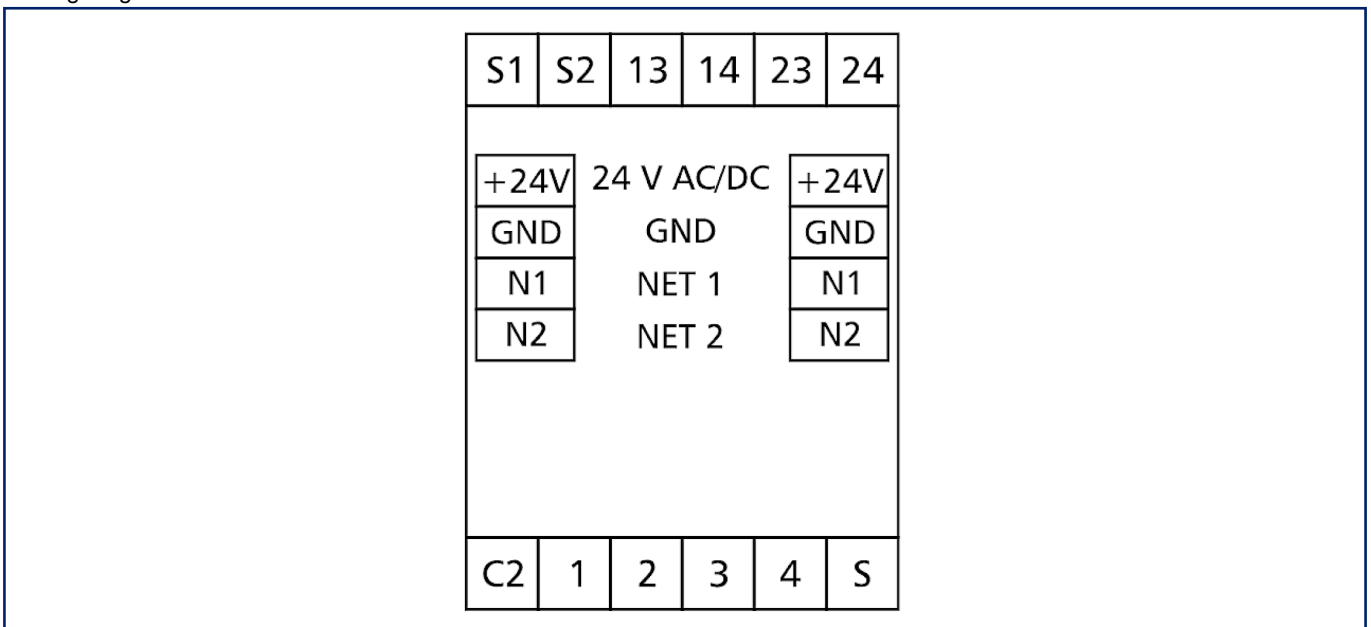 S1 S2 13 14 23 24
+24V 24 V AC/DC +24V
GND GND GND
N1 NET 1 N1
N2 NET 2 N2
C2 1 2 3 4 S